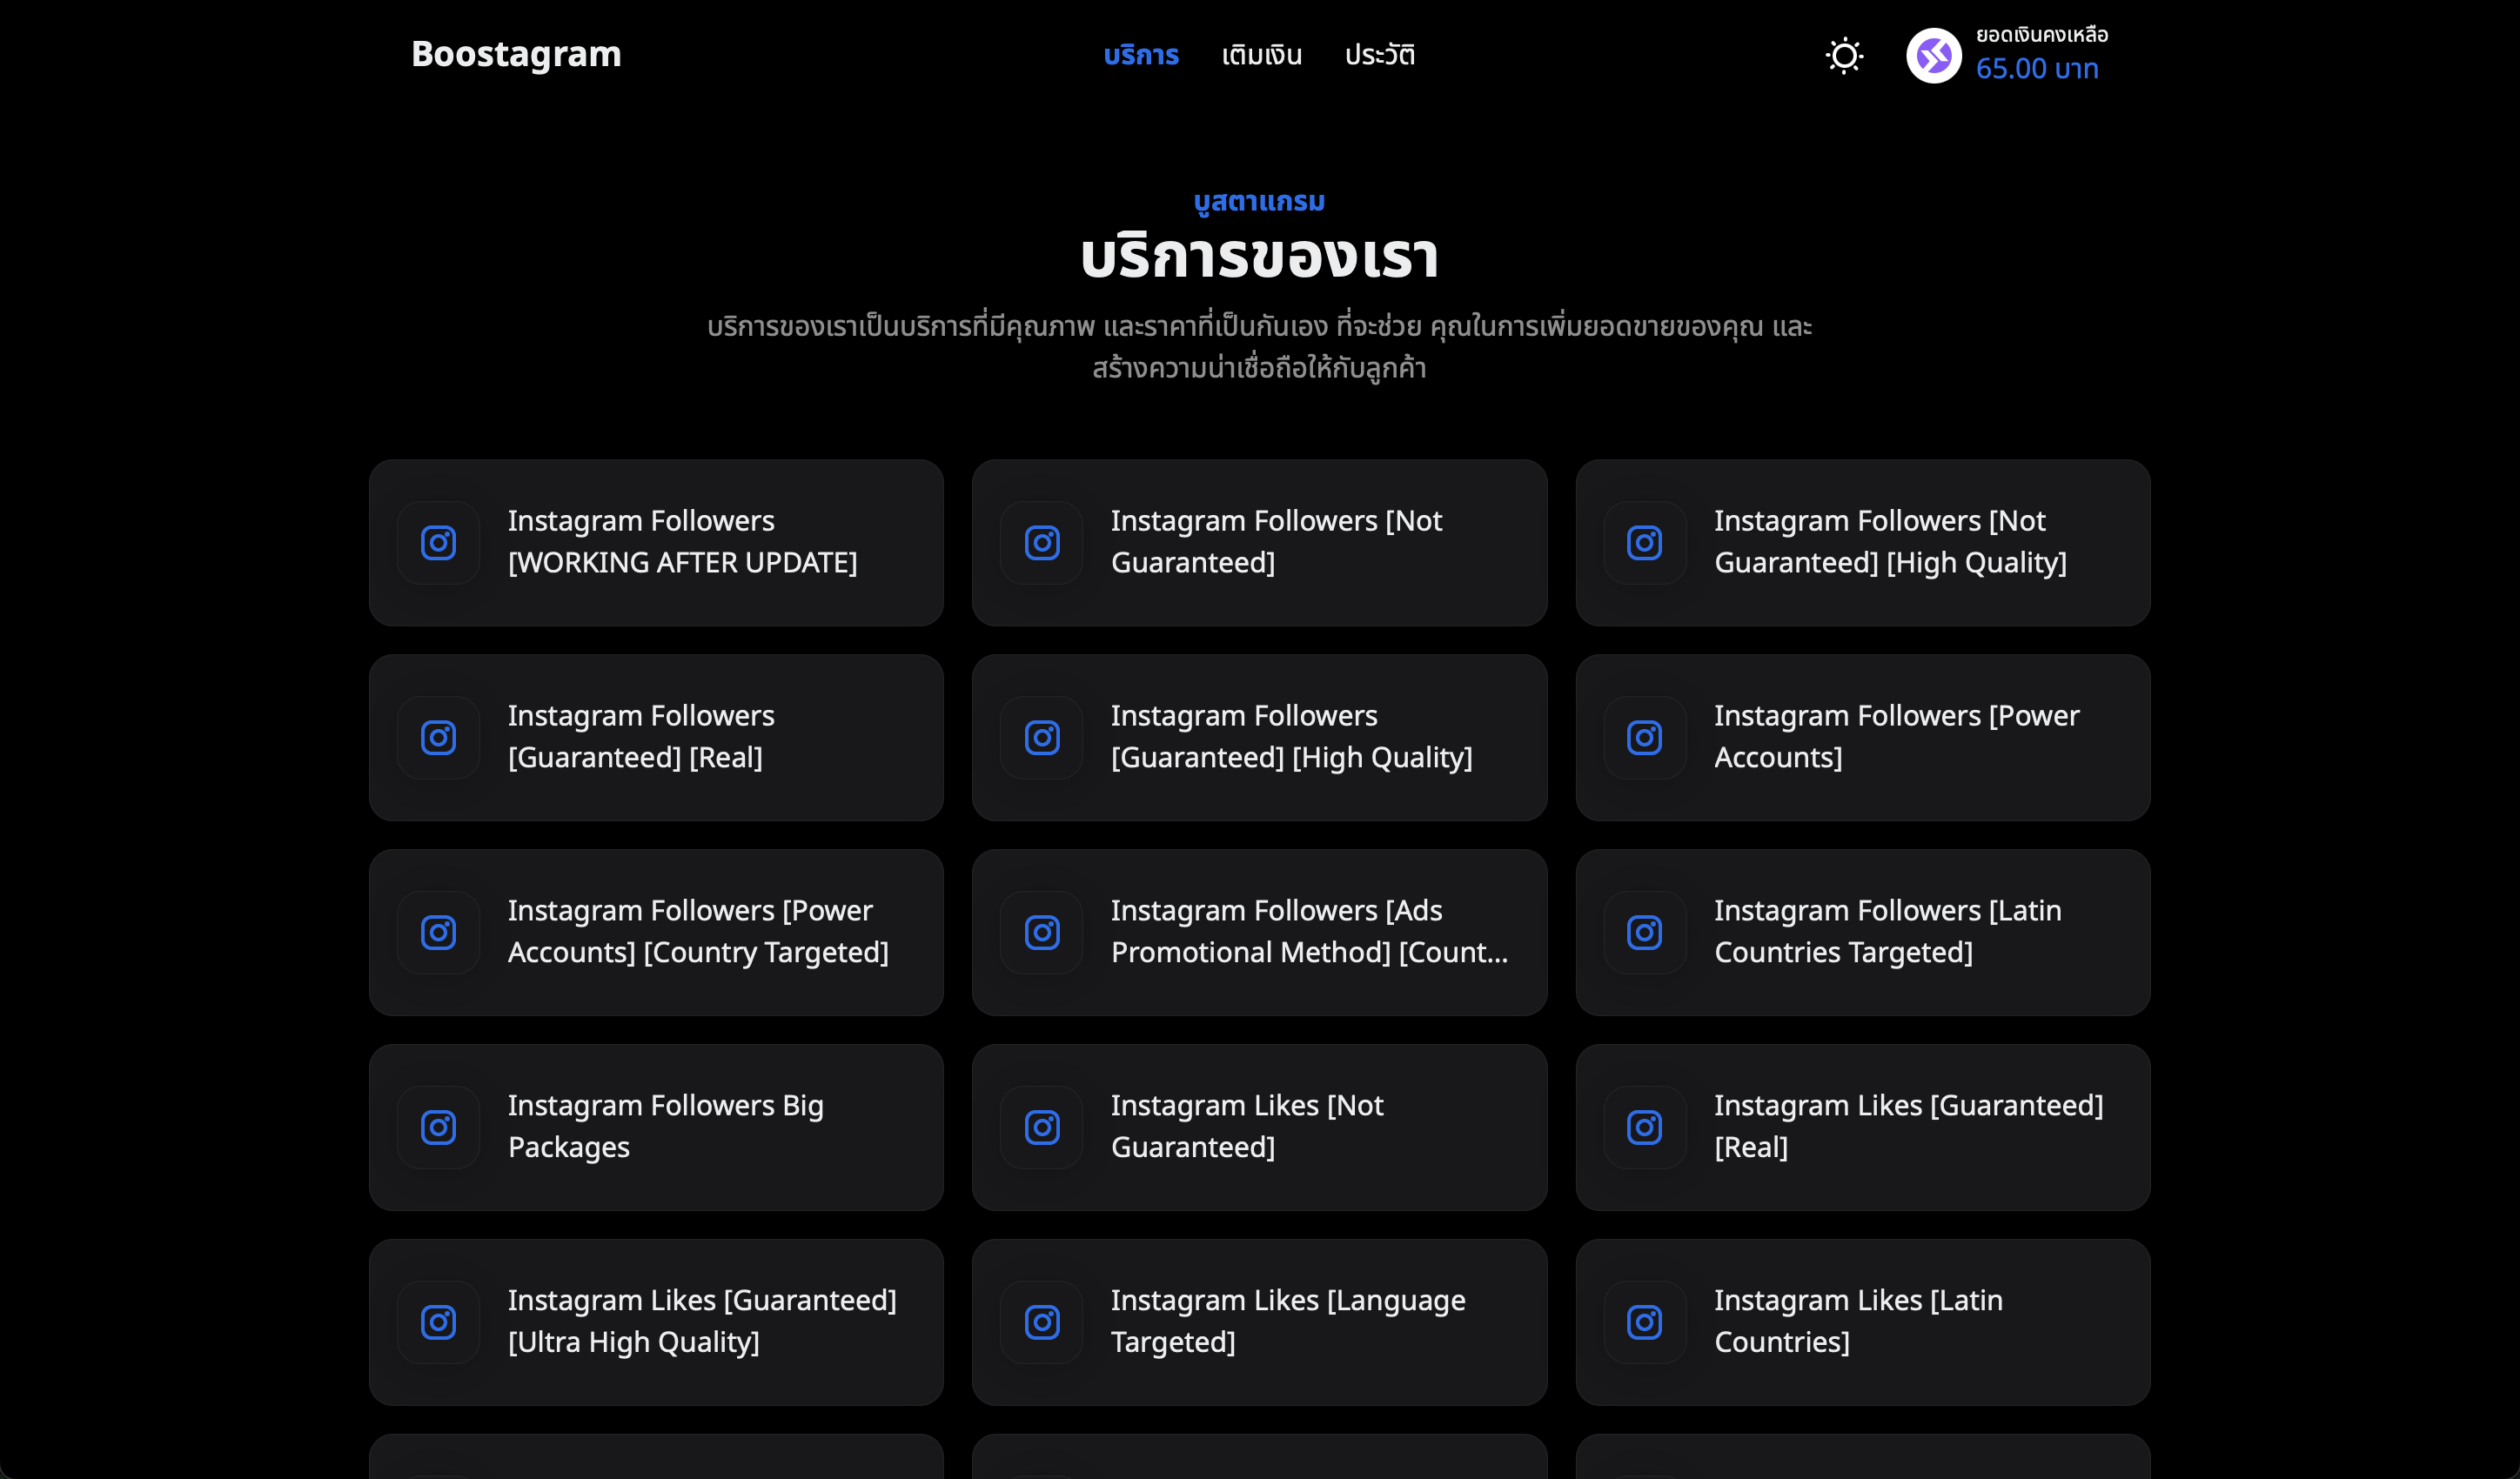 Boostagram
บริการ
เติมเงิน
ประวัติ
ยอดเงินคงเหลือ
65.00 บาท
บูสตาแกรม
บริการของเรา
บริการของเราเป็นบริการที่มีคุณภาพ และราคาที่เป็นกันเอง ที่จะช่วย คุณในการเพิ่มยอดขายของคุณ และ
สร้างความน่าเชื่อถือให้กับลูกค้า
Instagram Followers
[WORKING AFTER UPDATE]
Instagram Followers [Not
Guaranteed]
Instagram Followers [Not
Guaranteed] [High Quality]
Instagram Followers
[Guaranteed] [Real]
Instagram Followers
[Guaranteed] [High Quality]
Instagram Followers [Power
Accounts]
Instagram Followers [Power
Accounts] [Country Targeted]
Instagram Followers [Ads
Promotional Method] [Count...
Instagram Followers [Latin
Countries Targeted]
Instagram Followers Big
Packages
Instagram Likes [Not
Guaranteed]
Instagram Likes [Guaranteed]
[Real]
Instagram Likes [Guaranteed]
[Ultra High Quality]
Instagram Likes [Language
Targeted]
Instagram Likes [Latin
Countries]